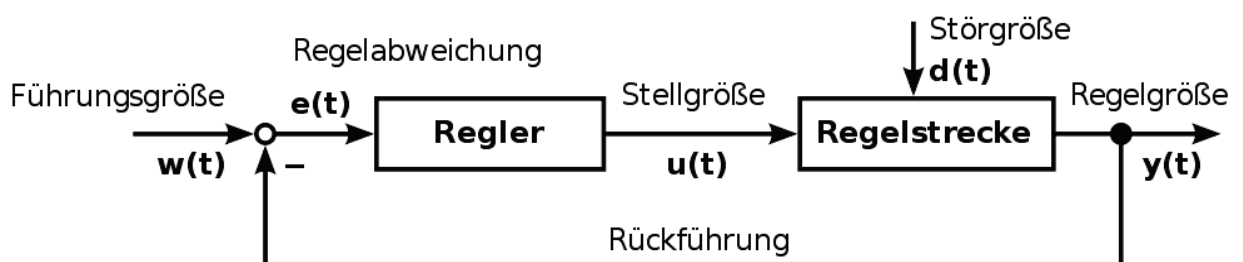 Störgröße
d(t)
Regelabweichung
Führungsgröße
e(t)
Stellgröße
Regelgröße
Regler
Regelstrecke
w(t)
–
u(t)
y(t)
Rückführung